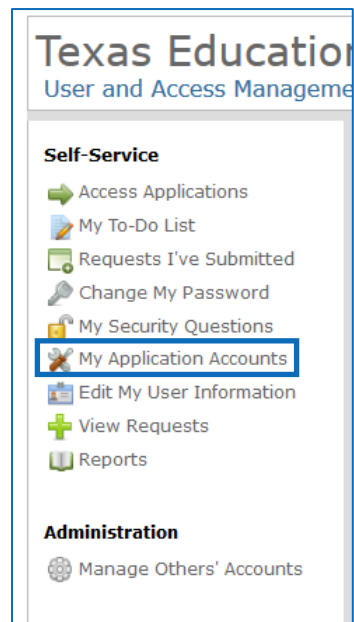 Texas Education
User and Access Manageme
Self-Service
Access Applications
My To-Do List
Requests I've Submitted
Change My Password
My Security Questions
My Application Accounts
Edit My User Information
View Requests
Reports
Administration
Manage Others' Accounts